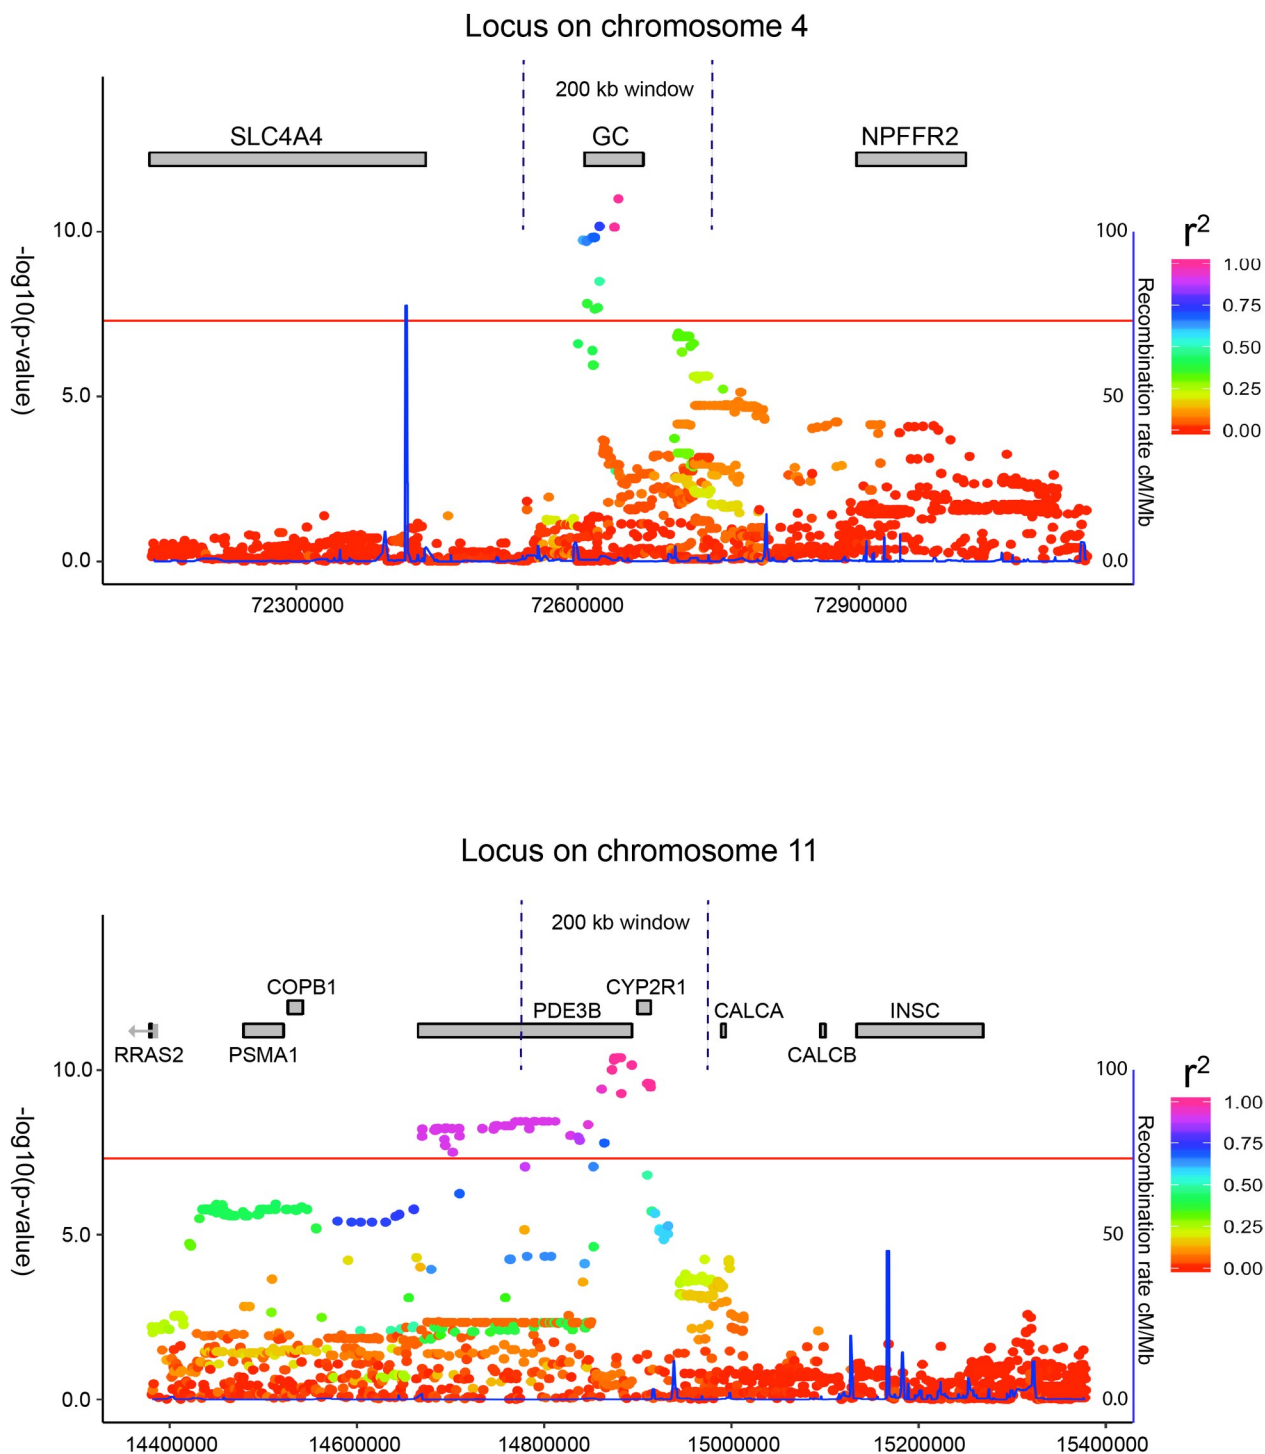 Locus on chromosome 4
200 kb window
SLC4A4 GC NPFFR2
-log10(p-value)
10.0
5.0
0.0
100
50
0.0
Recombination rate cM/Mb
r2
1.00
0.75
0.50
0.25
0.00
72300000 72600000 72900000
Locus on chromosome 11
200 kb window
COPB1 CYP2R1
PDE3B CALCA INSC
RRAS2 PSMA1 CALCB
-log10(p-value)
10.0
5.0
0.0
100
50
0.0
Recombination rate cM/Mb
r2
1.00
0.75
0.50
0.25
0.00
14400000 14600000 14800000 15000000 15200000 15400000